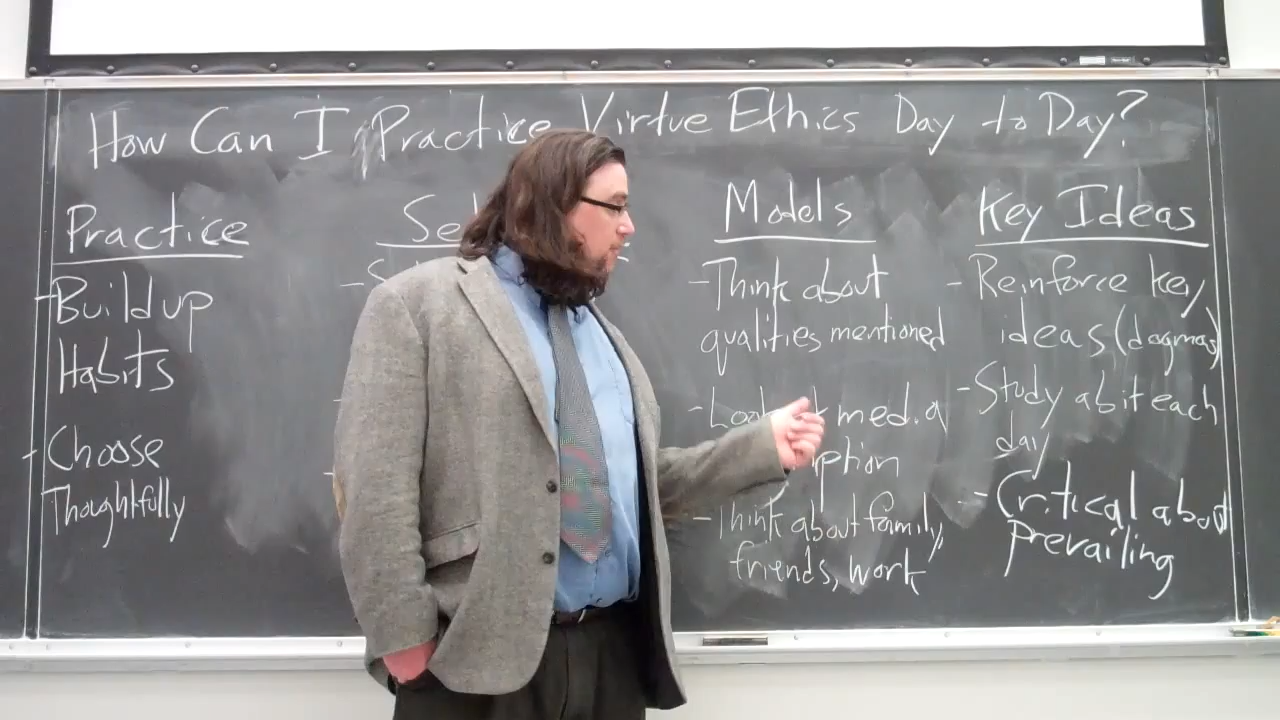 How Can I Practice Virtue Ethics Day to Day?
Practice
- Build up
Habits
- Choose
Thoughtfully
Models
- Think about
qualities mentioned
- media
- Think about family,
friends, work
Key Ideas
- Reinforce key
ideas (dogmas)
- Study a bit each
day
- Critical about
prevailing